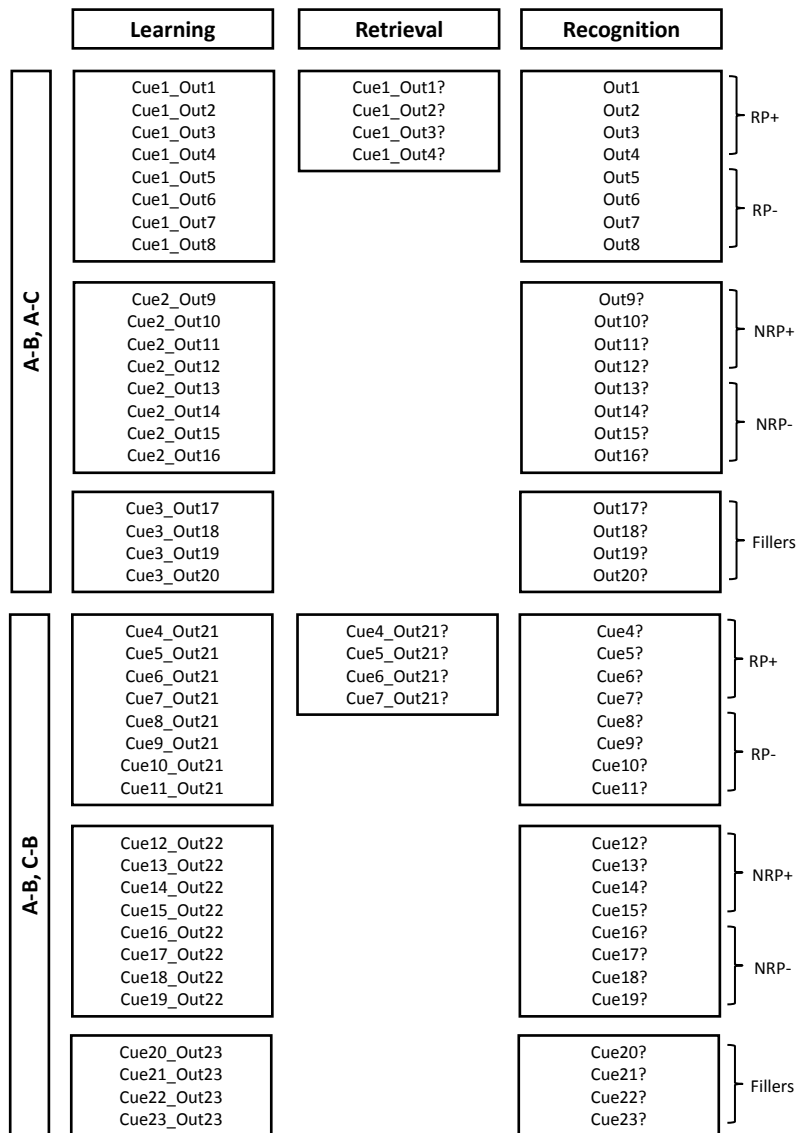 Learning
Retrieval
Recognition
A-B, A-C
Cue1_Out1
Cue1_Out2
Cue1_Out3
Cue1_Out4
Cue1_Out5
Cue1_Out6
Cue1_Out7
Cue1_Out8
Cue1_Out1?
Cue1_Out2?
Cue1_Out3?
Cue1_Out4?
Out1
Out2
Out3
Out4
Out5
Out6
Out7
Out8
RP+
RP-
Cue2_Out9
Cue2_Out10
Cue2_Out11
Cue2_Out12
Cue2_Out13
Cue2_Out14
Cue2_Out15
Cue2_Out16
Out9?
Out10?
Out11?
Out12?
Out13?
Out14?
Out15?
Out16?
NRP+
NRP-
Cue3_Out17
Cue3_Out18
Cue3_Out19
Cue3_Out20
Out17?
Out18?
Out19?
Out20?
Fillers
A-B, C-B
Cue4_Out21
Cue5_Out21
Cue6_Out21
Cue7_Out21
Cue8_Out21
Cue9_Out21
Cue10_Out21
Cue11_Out21
Cue4_Out21?
Cue5_Out21?
Cue6_Out21?
Cue7_Out21?
Cue4?
Cue5?
Cue6?
Cue7?
Cue8?
Cue9?
Cue10?
Cue11?
RP+
RP-
Cue12_Out22
Cue13_Out22
Cue14_Out22
Cue15_Out22
Cue16_Out22
Cue17_Out22
Cue18_Out22
Cue19_Out22
Cue12?
Cue13?
Cue14?
Cue15?
Cue16?
Cue17?
Cue18?
Cue19?
NRP+
NRP-
Cue20_Out23
Cue21_Out23
Cue22_Out23
Cue23_Out23
Cue20?
Cue21?
Cue22?
Cue23?
Fillers